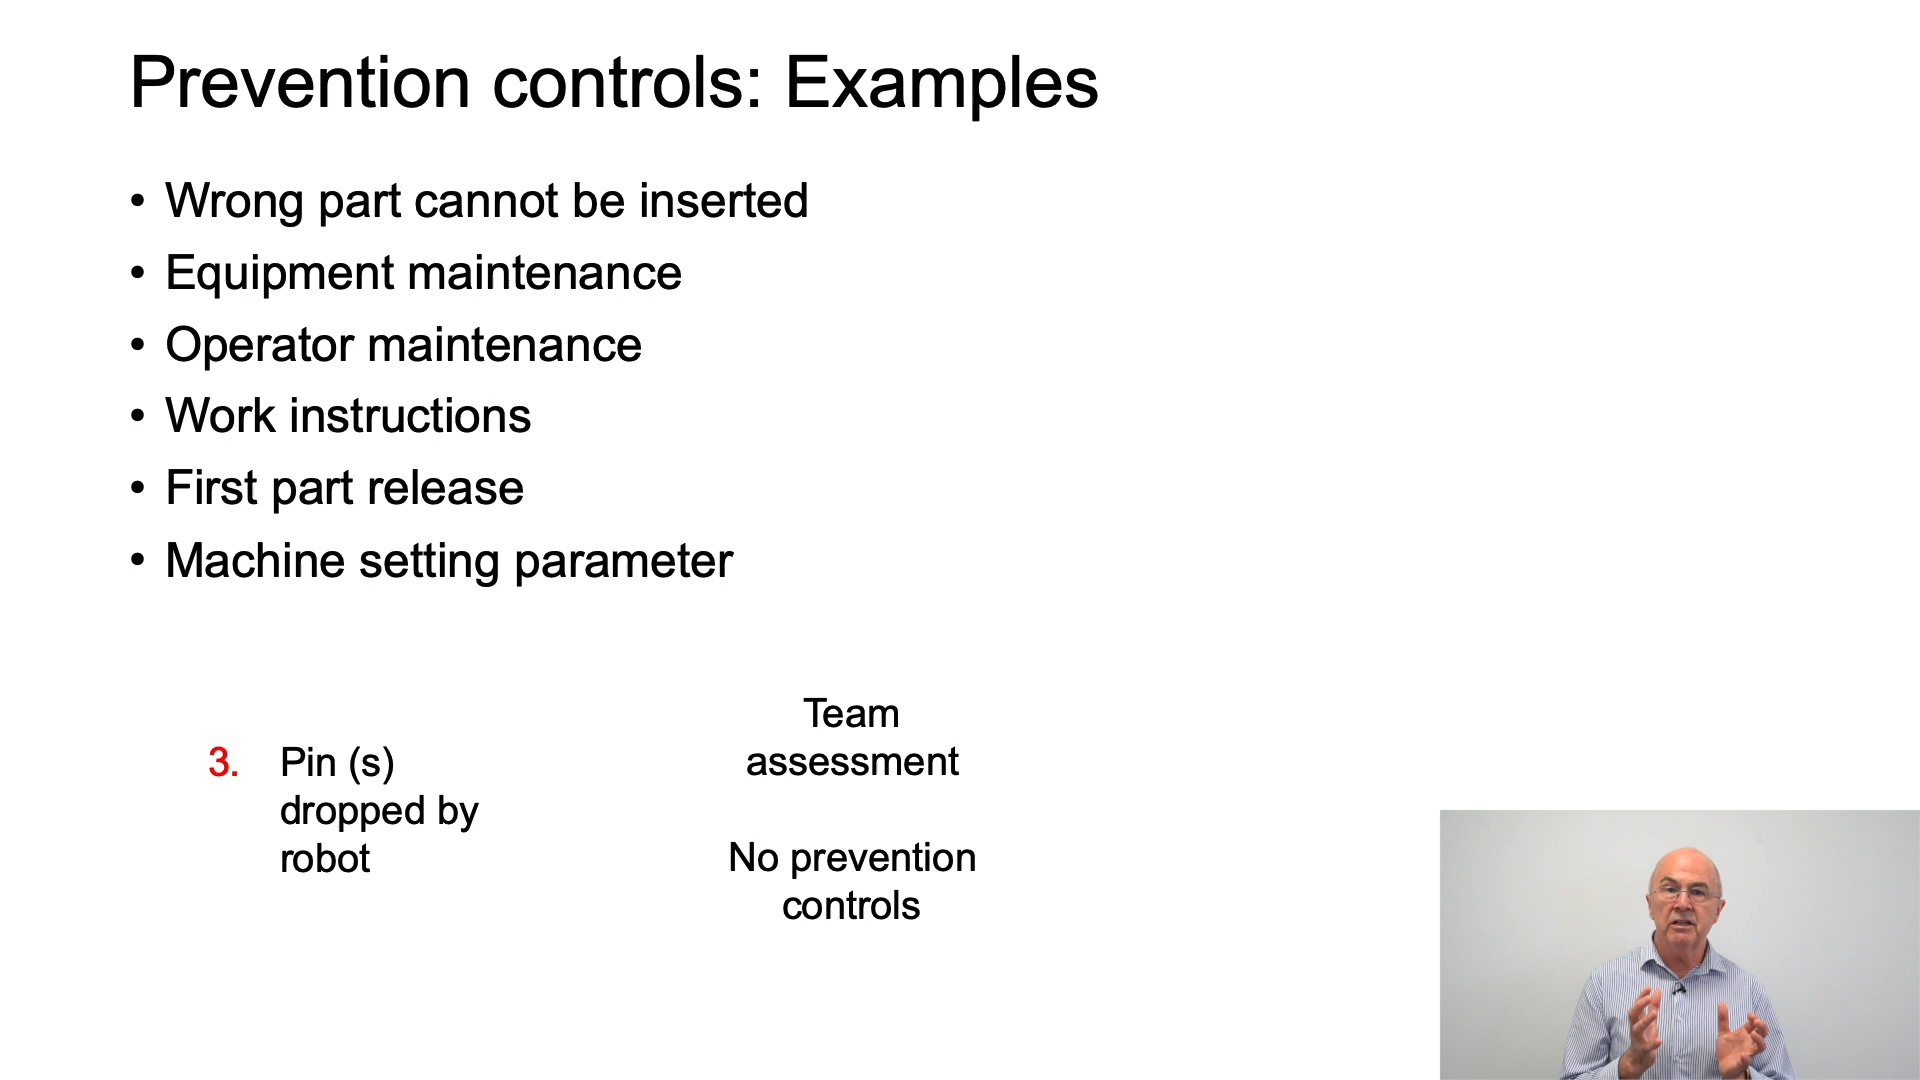 Prevention controls: Examples
• Wrong part cannot be inserted
• Equipment maintenance
• Operator maintenance
• Work instructions
• First part release
• Machine setting parameter
3. Pin (s)
dropped by
robot
Team
assessment
No prevention
controls